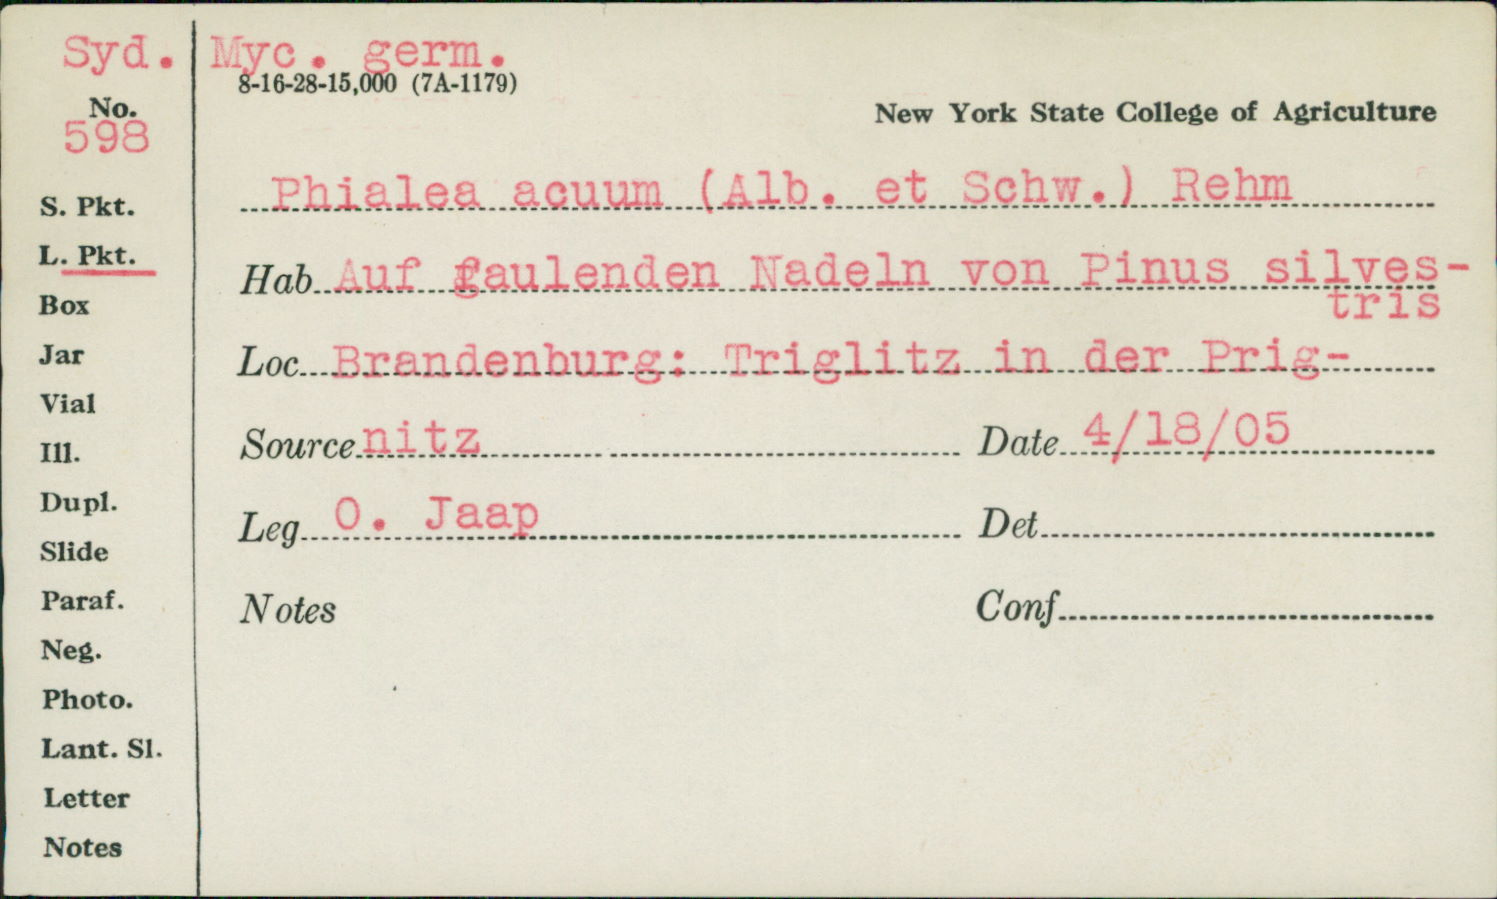 Syd. Myc. germ.
8-16-28-15,000 (7A-1179)
No.
598
New York State College of Agriculture
Phialea acuum (Alb. et Schw.) Rehm
S. Pkt.
L. Pkt.
Hab Auf faulenden Nadeln von Pinus silves-
tris
Box
Jar
Loc Brandenburg: Triglitz in der Prig-
Vial
Source nitz Date 4/18/05
Ill.
Dupl.
Leg O. Jaap Det
Slide
Paraf.
Notes Conf
Neg.
Photo.
Lant. Sl.
Letter
Notes